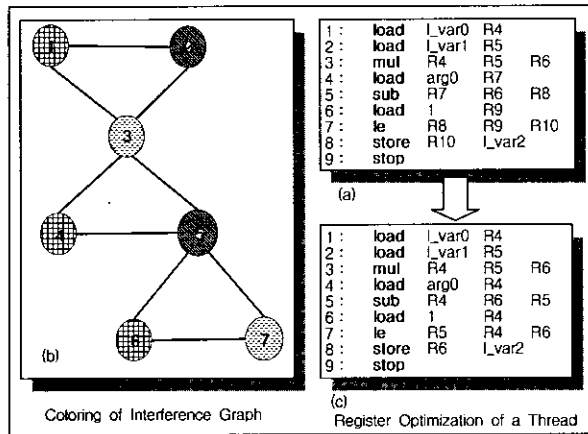 1 : load l_var0 R4
2 : load l_var1 R5
3 : mul R4 R5 R6
4 : load arg0 R7
5 : sub R7 R6 R8
6 : load 1 R9
7 : le R8 R9 R10
8 : store R10 l_var2
9 : stop
(a)
3
7
(b)
1 : load l_var0 R4
2 : load l_var1 R5
3 : mul R4 R5 R6
4 : load arg0 R4
5 : sub R4 R6 R5
6 : load 1 R4
7 : le R5 R4 R6
8 : store R6 l_var2
9 : stop
(c)
Coloring of Interference Graph
Register Optimization of a Thread